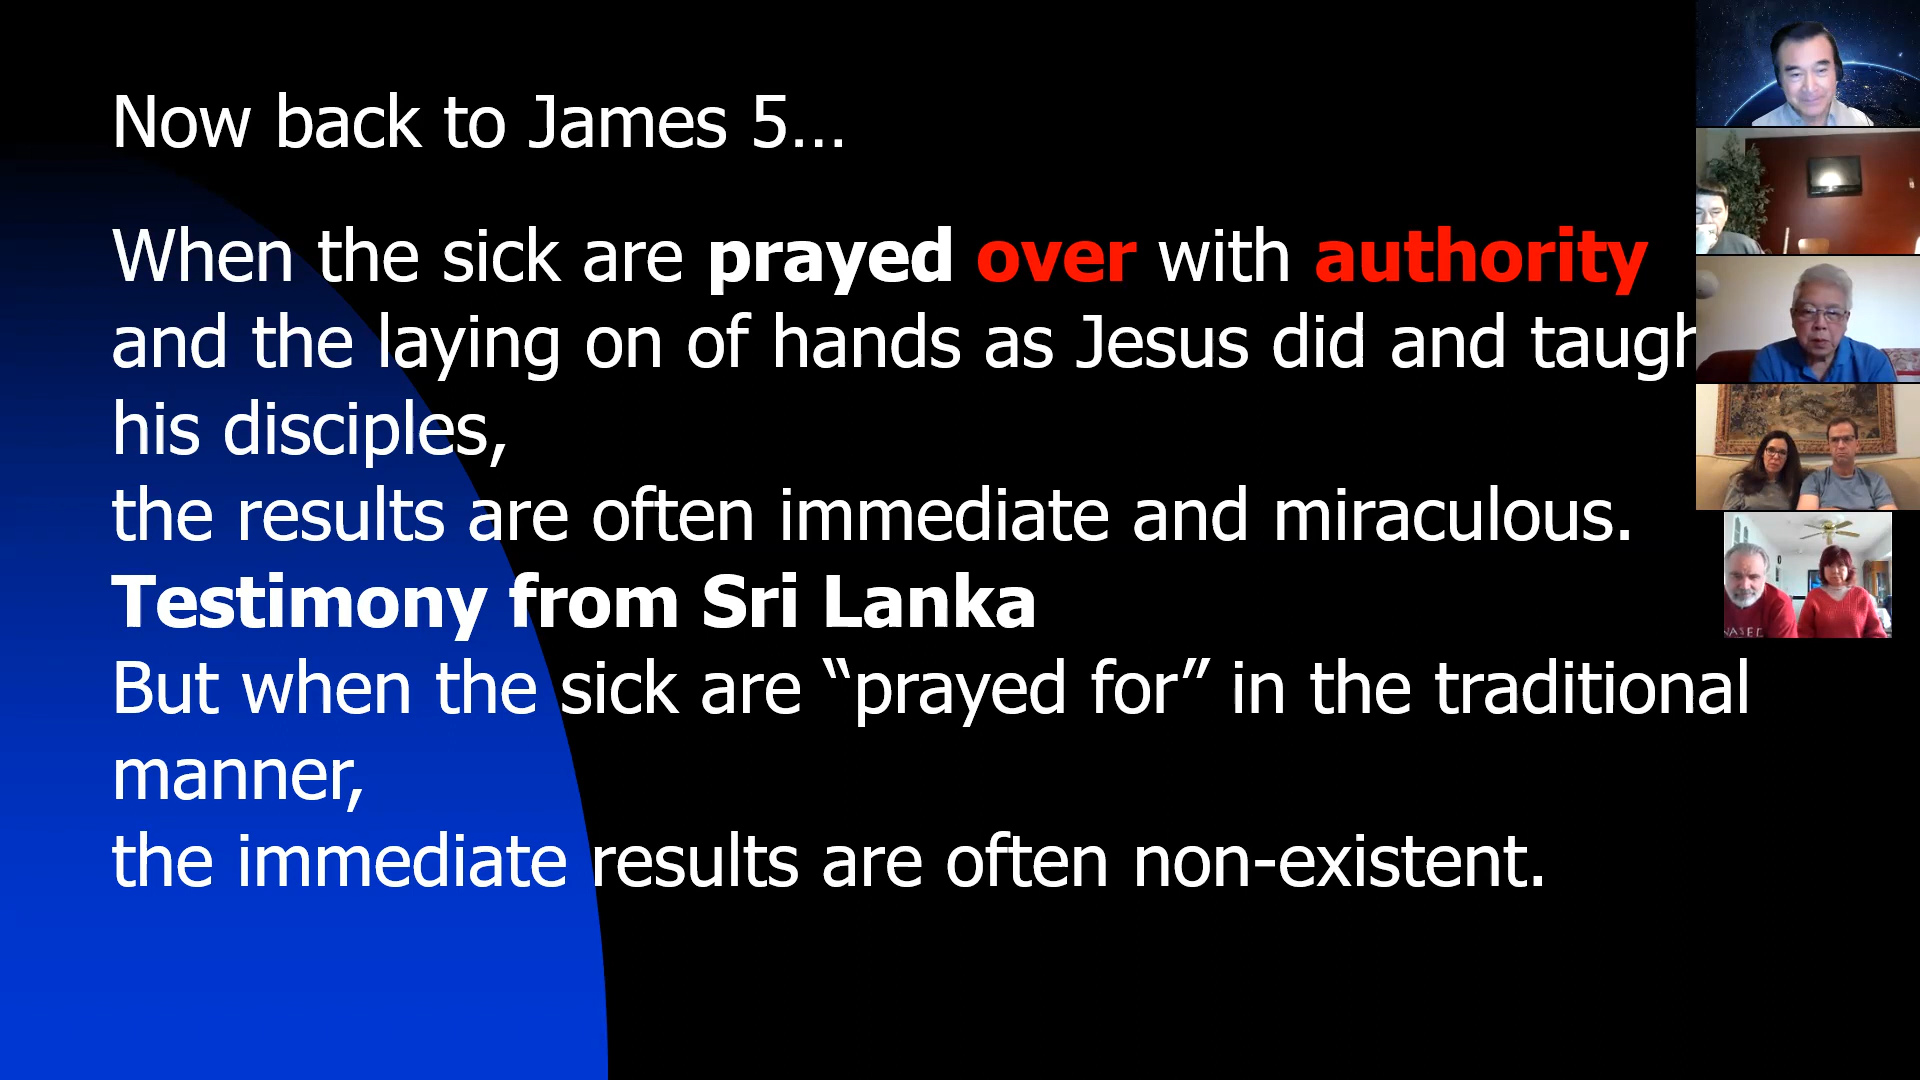 Now back to James 5...
When the sick are prayed over with authority
and the laying on of hands as Jesus did and
his disciples,
the results are often immediate and miraculous.
Testimony from Sri Lanka
But when the sick are “prayed for” in the traditional
manner,
the immediate results are often non-existent.